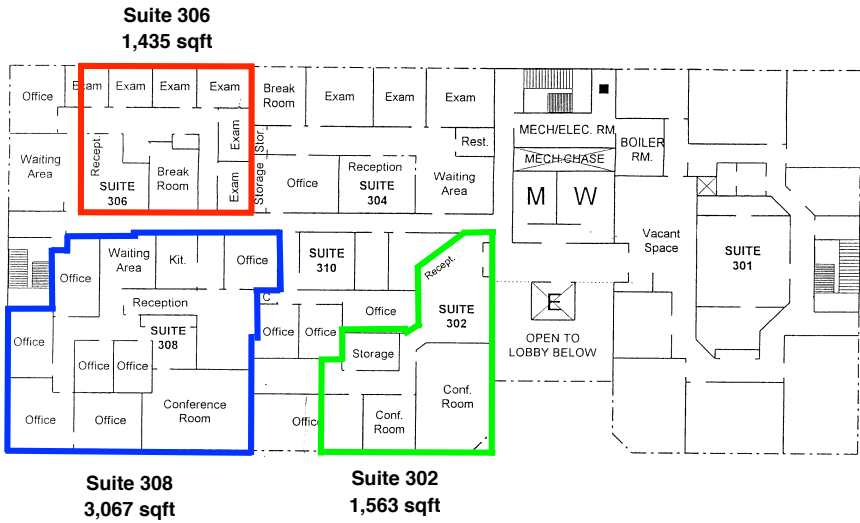 Suite 306
1,435 sqft
Office
Exam
Exam
Exam
Exam
Break
Room
Exam
Exam
Exam
Waiting
Area
Recept.
SUITE
306
Break
Room
Exam
Exam
Stor.
Storage
Office
Reception
SUITE
304
Rest.
Waiting
Area
MECH/ELEC. RM.
MECH.CHASE
BOILER
RM.
M
W
Vacant
Space
SUITE
301
Office
Waiting
Area
Kit.
Office
SUITE
310
Recept.
Reception
C
SUITE
308
Office
Office
Office
SUITE
302
E
OPEN TO
LOBBY BELOW
Office
Office
Office
Storage
Office
Office
Conference
Room
Office
Conf.
Room
Conf.
Room
Suite 308
3,067 sqft
Suite 302
1,563 sqft